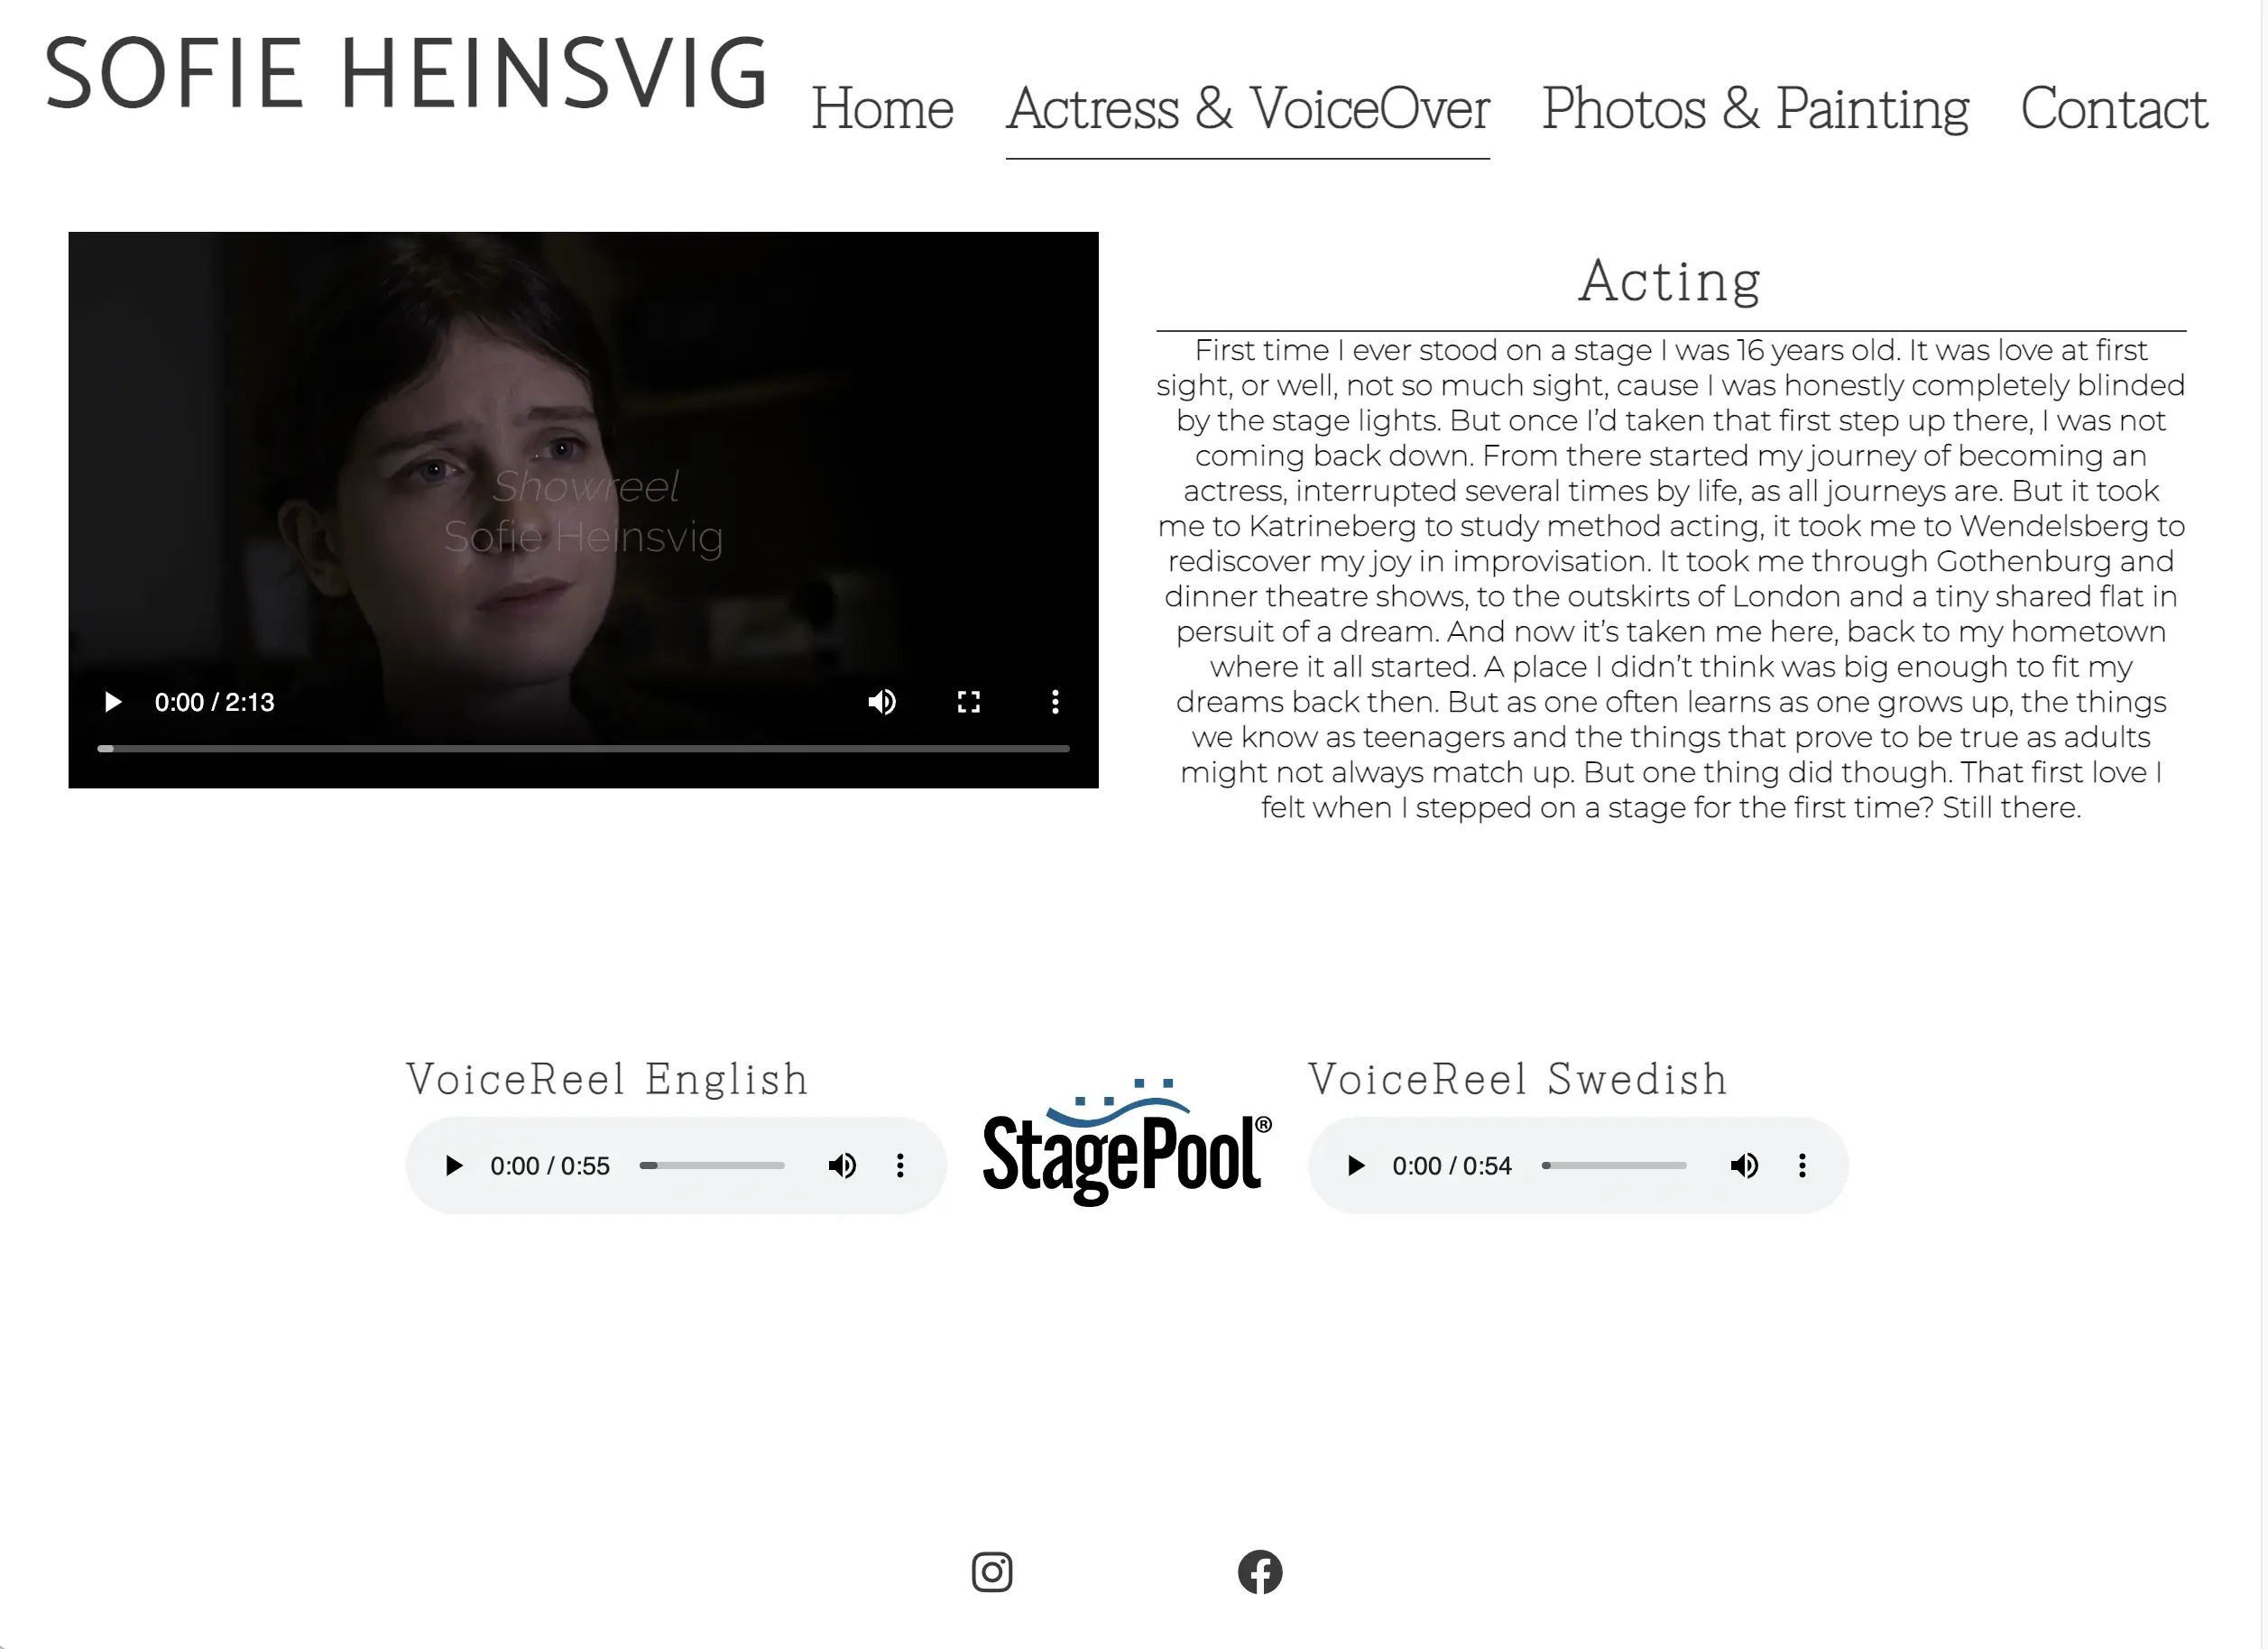 SOFIE HEINSVIG
Home Actress & VoiceOver Photos & Painting Contact
Showreel
Sofie Heinsvig
0:00 / 2:13
Acting
First time I ever stood on a stage I was 16 years old. It was love at first
sight, or well, not so much sight, cause I was honestly completely blinded
by the stage lights. But once I’d taken that first step up there, I was not
coming back down. From there started my journey of becoming an
actress, interrupted several times by life, as all journeys are. But it took
me to Katrineberg to study method acting, it took me to Wendelsberg to
rediscover my joy in improvisation. It took me through Gothenburg and
dinner theatre shows, to the outskirts of London and a tiny shared flat in
persuit of a dream. And now it’s taken me here, back to my hometown
where it all started. A place I didn’t think was big enough to fit my
dreams back then. But as one often learns as one grows up, the things
we know as teenagers and the things that prove to be true as adults
might not always match up. But one thing did though. That first love I
felt when I stepped on a stage for the first time? Still there.
VoiceReel English
0:00 / 0:55
StagePool®
VoiceReel Swedish
0:00 / 0:54